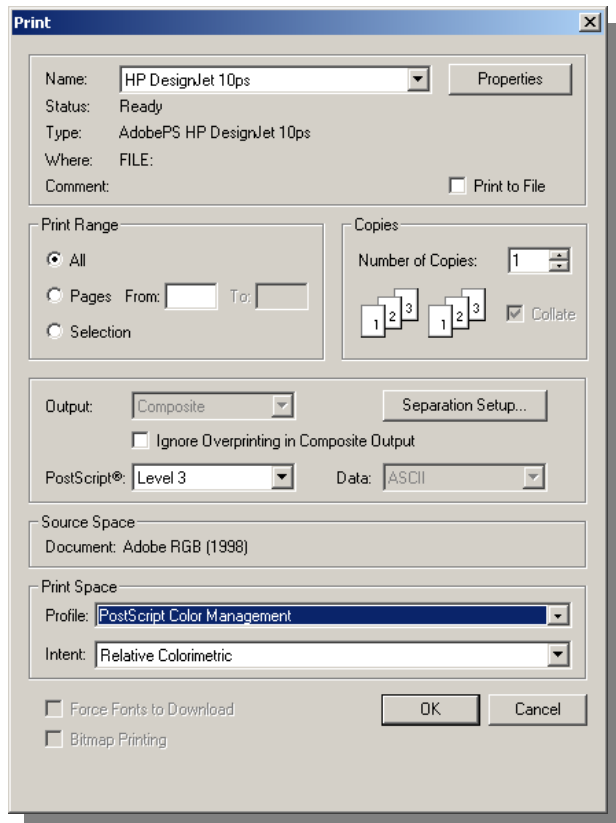 Print
Name: HP DesignJet 10ps Properties
Status: Ready
Type: AdobePS HP DesignJet 10ps
Where: FILE:
Comment: Print to File
Print Range
All
Pages From: To:
Selection
Copies
Number of Copies: 1
1 2 3 1 2 3 Collate
Output: Composite Separation Setup...
Ignore Overprinting in Composite Output
PostScript®: Level 3 Data: ASCII
Source Space
Document: Adobe RGB (1998)
Print Space
Profile: PostScript Color Management
Intent: Relative Colorimetric
Force Fonts to Download OK Cancel
Bitmap Printing